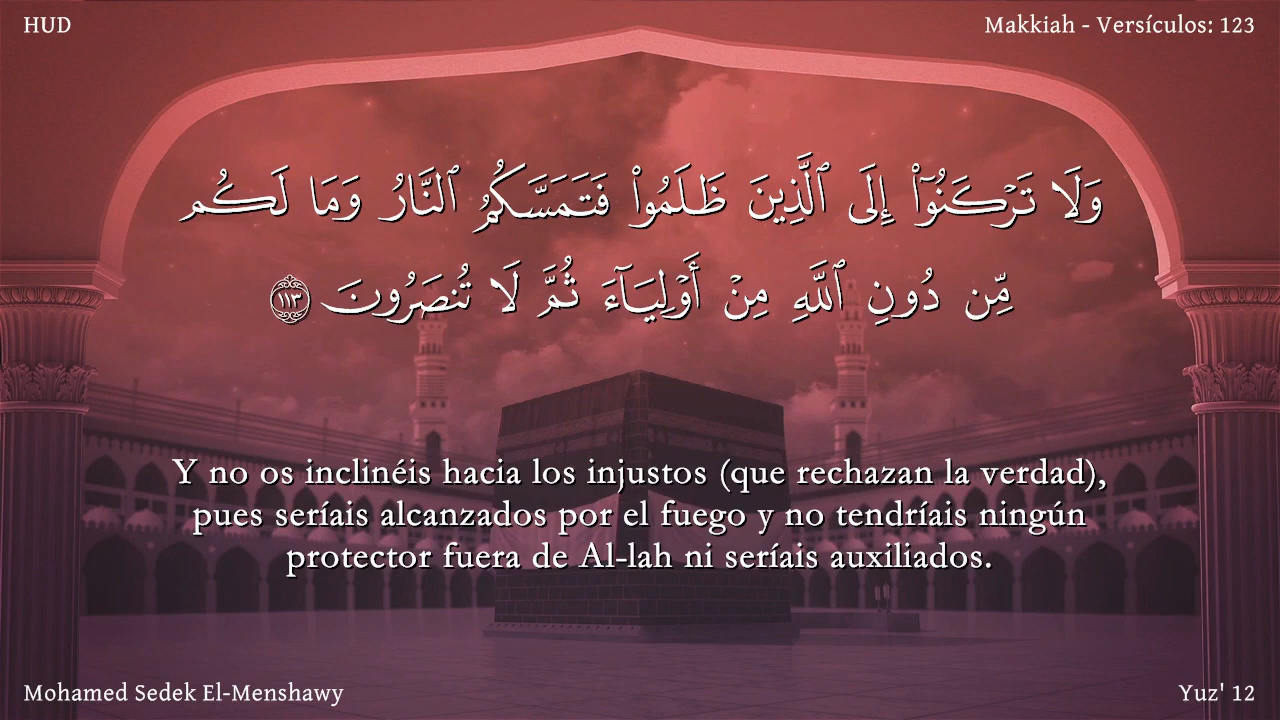 HUD
Makkiah - Versículos: 123
وَلَا تَرْكَنُوٓا۟ إِلَى ٱلَّذِينَ ظَلَمُوا۟ فَتَمَسَّكُمُ ٱلنَّارُ وَمَا لَكُم
مِّن دُونِ ٱللَّهِ مِنْ أَوْلِيَآءَ ثُمَّ لَا تُنصَرُونَ ١١٣
Y no os inclinéis hacia los injustos (que rechazan la verdad),
pues seríais alcanzados por el fuego y no tendríais ningún
protector fuera de Al-lah ni seríais auxiliados.
Mohamed Sedek El-Menshawy
Yuz' 12